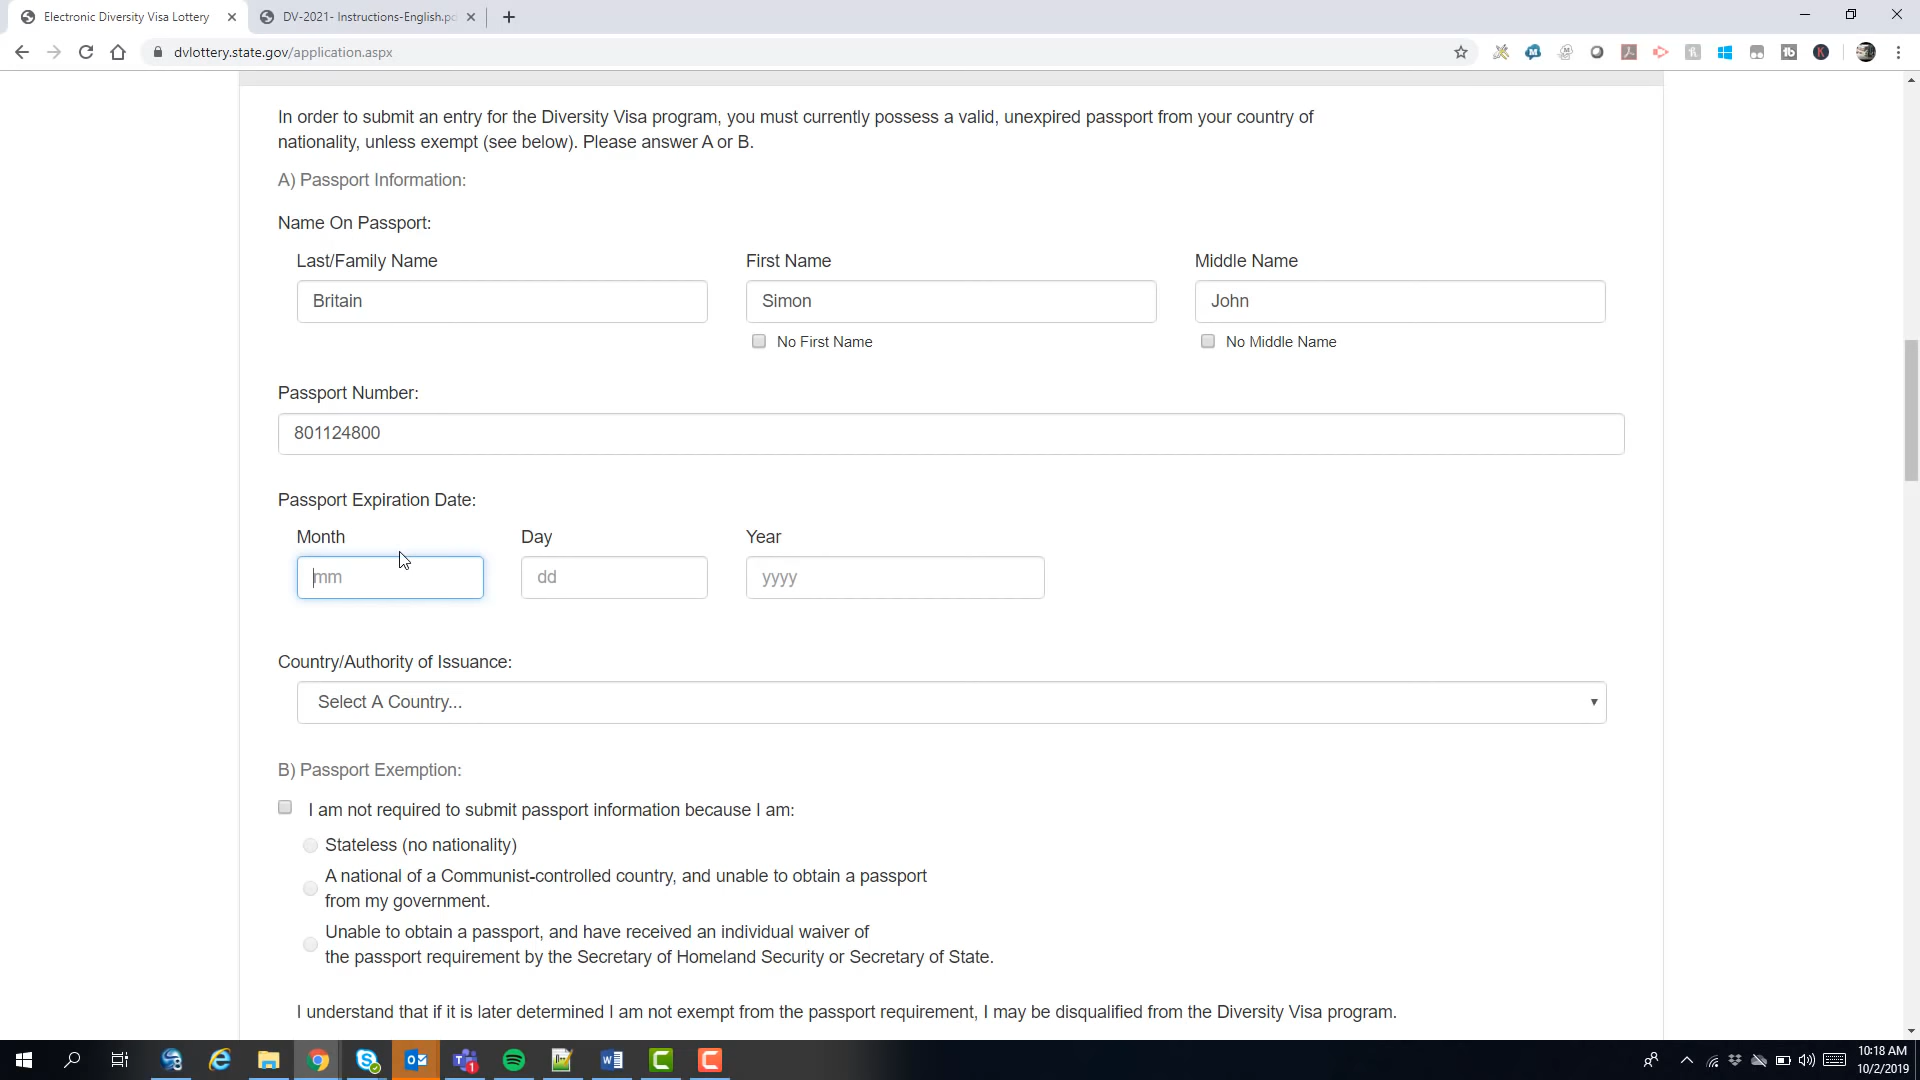 Electronic Diversity Visa Lottery
DV-2021- Instructions-English.pd
dvlottery.state.gov/application.aspx
In order to submit an entry for the Diversity Visa program, you must currently possess a valid, unexpired passport from your country of
nationality, unless exempt (see below). Please answer A or B.
A) Passport Information:
Name On Passport:
Last/Family Name First Name Middle Name
Britain Simon John
No First Name No Middle Name
Passport Number:
801124800
Passport Expiration Date:
Month Day Year
mm dd yyyy
Country/Authority of Issuance:
Select A Country...
B) Passport Exemption:
I am not required to submit passport information because I am:
Stateless (no nationality)
A national of a Communist-controlled country, and unable to obtain a passport
from my government.
Unable to obtain a passport, and have received an individual waiver of
the passport requirement by the Secretary of Homeland Security or Secretary of State.
I understand that if it is later determined I am not exempt from the passport requirement, I may be disqualified from the Diversity Visa program.
10:18 AM
10/2/2019